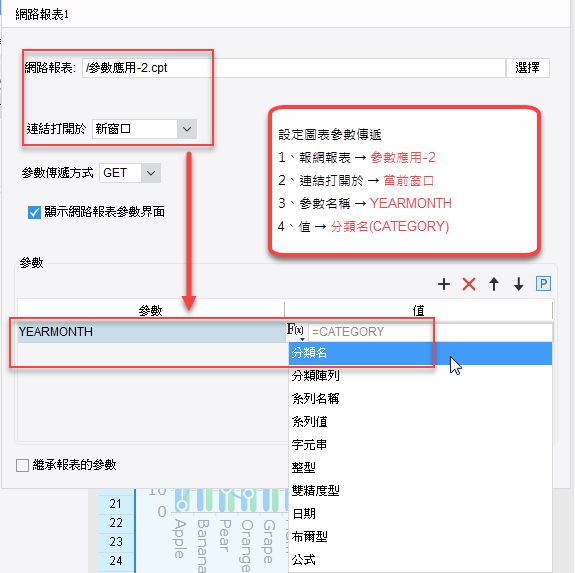 網路報表1
網路報表: /參數應用-2.cpt 選擇
連結打開於 新窗口
設定圖表參數傳遞
1、報網報表 → 參數應用-2
2、連結打開於 → 當前窗口
3、參數名稱 → YEARMONTH
4、值 → 分類名(CATEGORY)
參數傳遞方式 GET
顯示網路報表參數界面
參數
P
參數 值
YEARMONTH F(x) =CATEGORY
分類名
分類陣列
系列名稱
系列值
字元串
整型
雙精度型
日期
布爾型
公式
繼承報表的參數
21
22
23
24
10
0
Apple
Banana
Pear
Orange
Grape